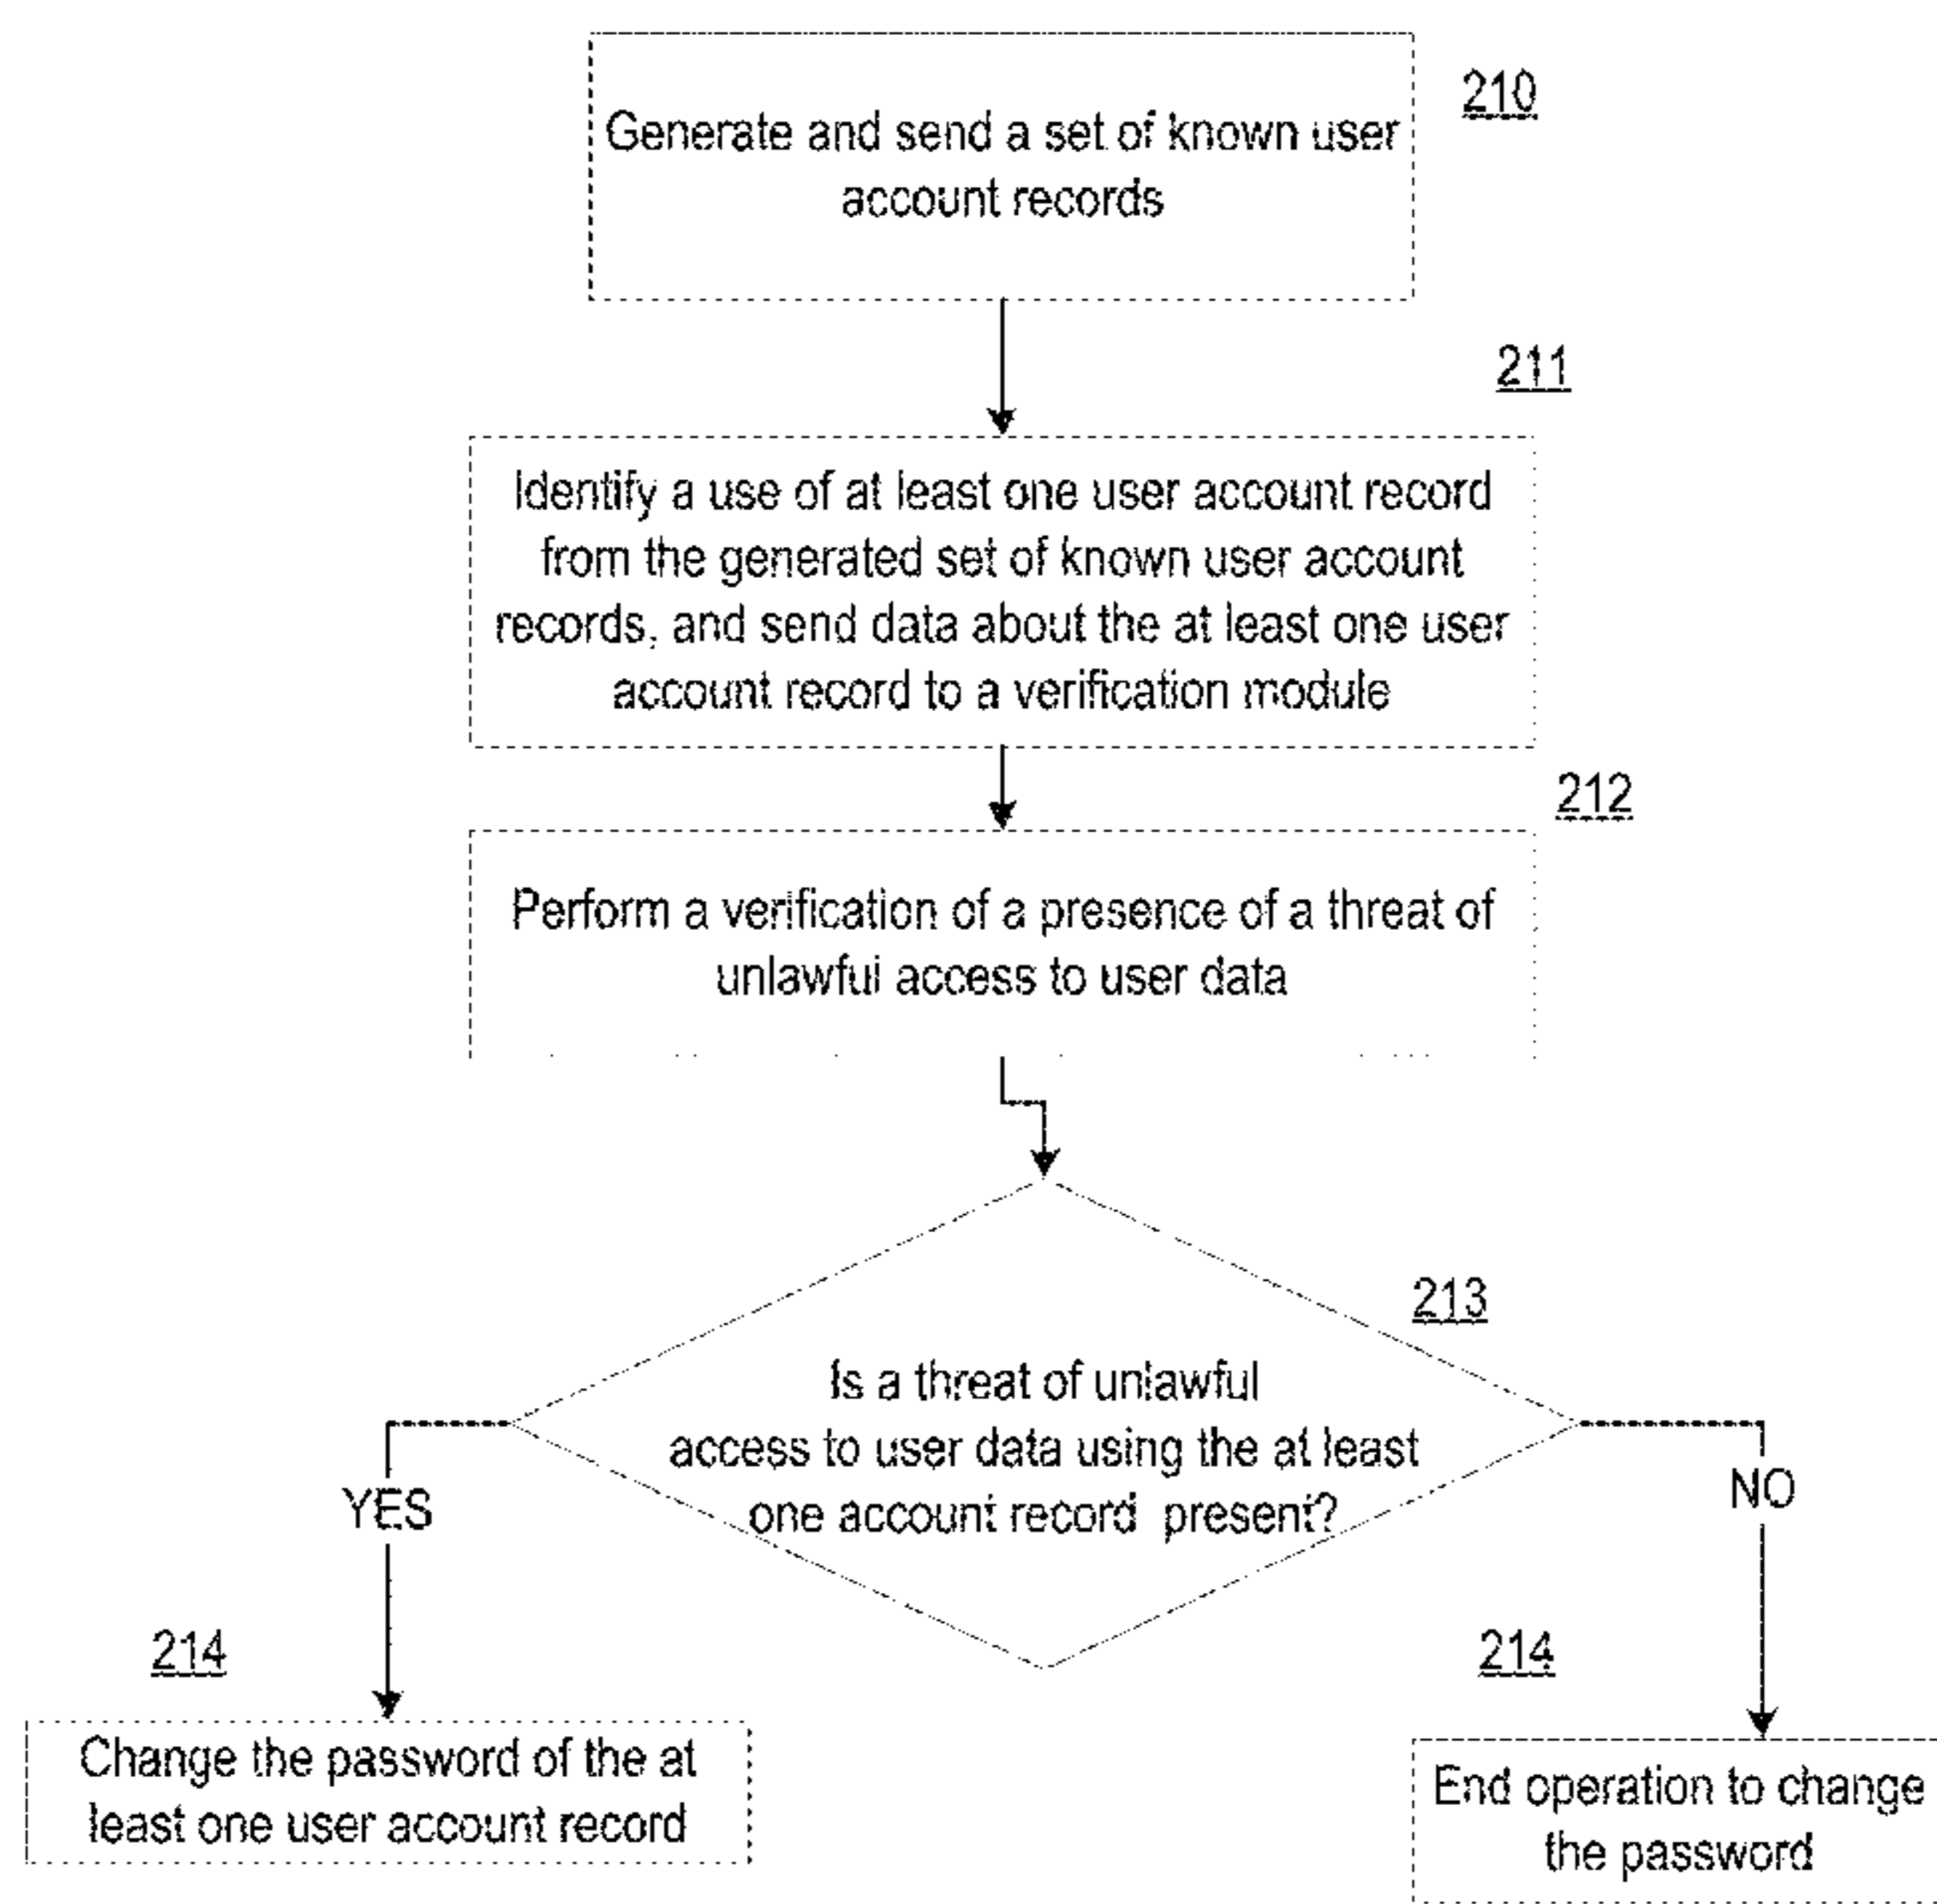 210
Generate and send a set of known user
account records
211
Identify a use of at least one user account record
from the generated set of known user account
records, and send data about the at least one user
account record to a verification module
212
Perform a verification of a presence of a threat of
unlawful access to user data
213
Is a threat of unlawful
access to user data using the at least
one account record present?
YES
NO
214
Change the password of the at
least one user account record
214
End operation to change
the password